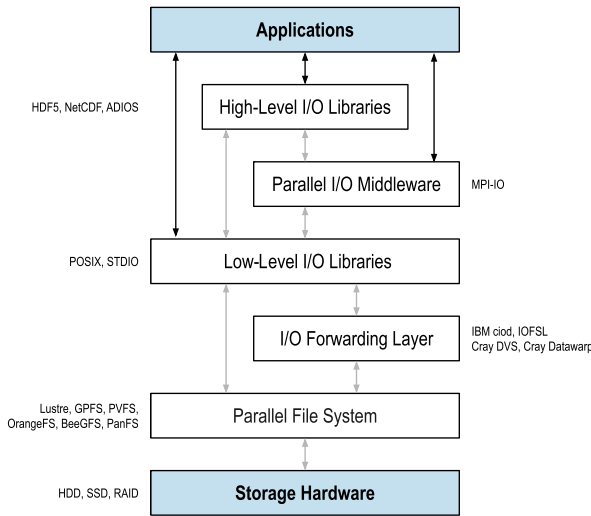 Applications
HDF5, NetCDF, ADIOS
High-Level I/O Libraries
Parallel I/O Middleware
MPI-IO
POSIX, STDIO
Low-Level I/O Libraries
I/O Forwarding Layer
IBM ciod, IOFSL
Cray DVS, Cray Datawarp
Lustre, GPFS, PVFS,
OrangeFS, BeeGFS, PanFS
Parallel File System
HDD, SSD, RAID
Storage Hardware